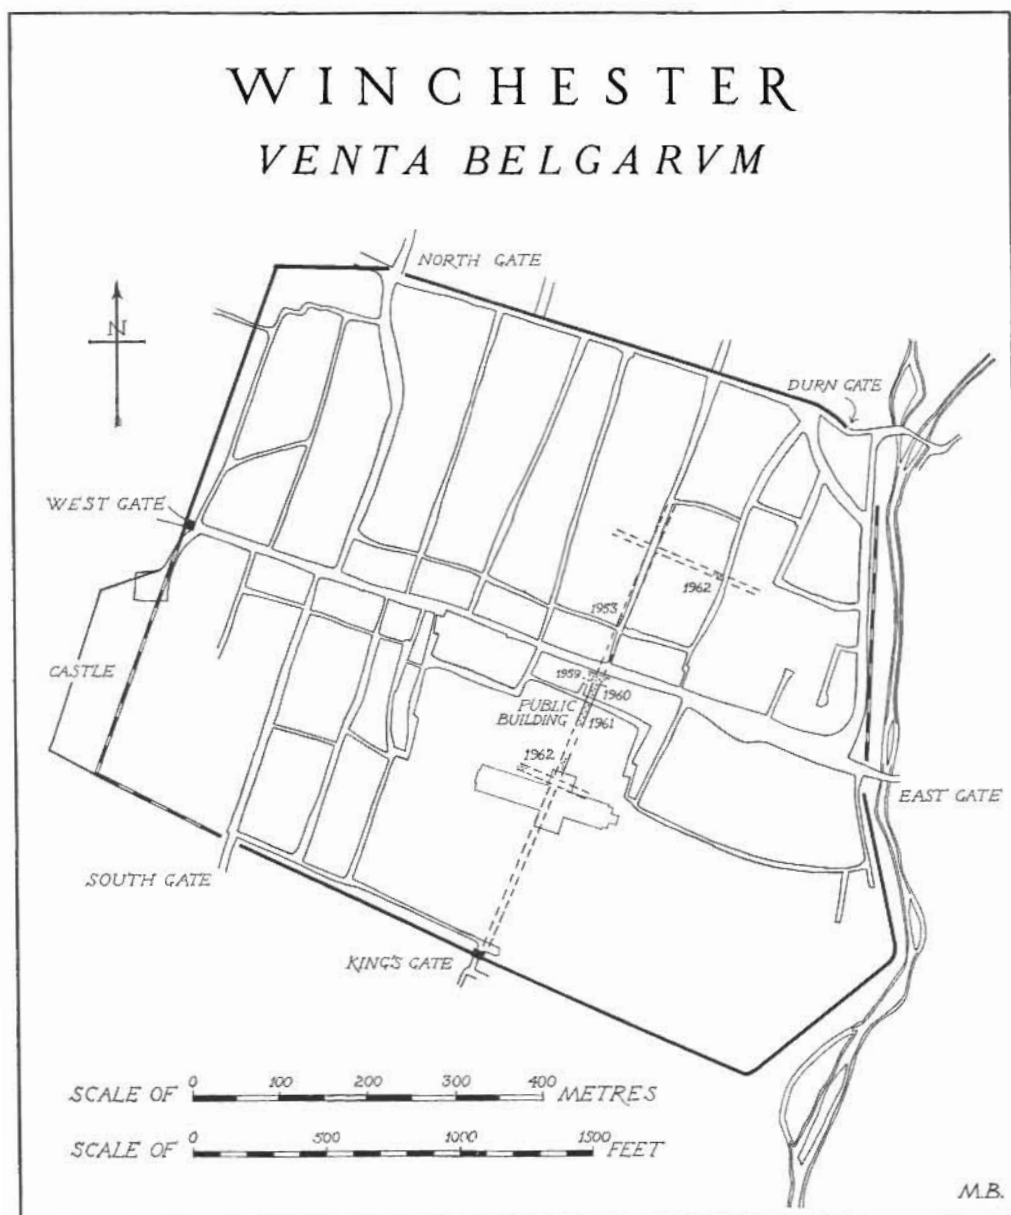 WINCHESTER
VENTA BELGARVM
NORTH GATE
N
DURN GATE
WEST GATE
1962
1953
CASTLE
1959
1960
PUBLIC
BUILDING
1961
1962
EAST GATE
SOUTH GATE
KING'S GATE
0 100 200 300 400
SCALE OF METRES
0 500 1000 1500
SCALE OF FEET
M.B.